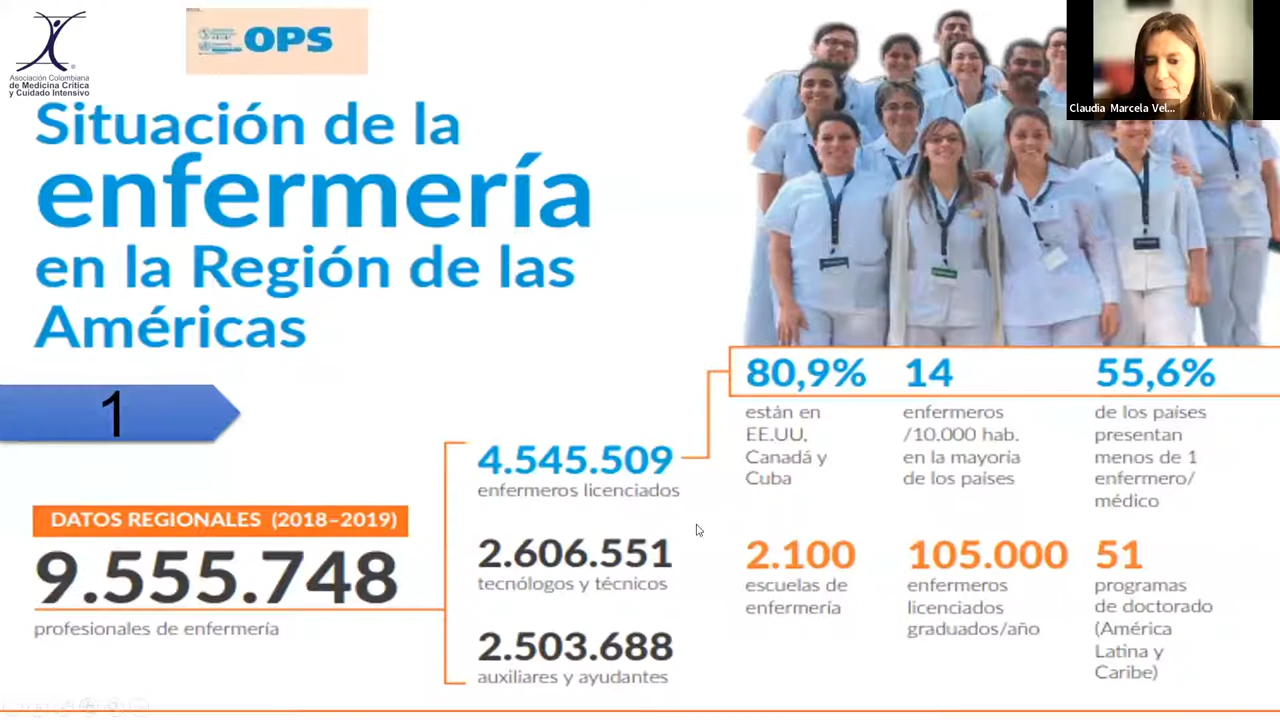 Asociación Colombiana
de Medicina Crítica
y Cuidado Intensivo
OPS
Claudia Marcela Vel...
Situación de la
enfermería
en la Región de las
Américas
1
DATOS REGIONALES (2018–2019)
9.555.748
profesionales de enfermería
4.545.509
enfermeros licenciados
2.606.551
tecnólogos y técnicos
2.503.688
auxiliares y ayudantes
80,9%
están en
EE.UU,
Canadá y
Cuba
14
enfermeros
/10.000 hab.
en la mayoria
de los países
55,6%
de los países
presentan
menos de 1
enfermero/
médico
2.100
escuelas de
enfermería
105.000
enfermeros
licenciados
graduados/año
51
programas
de doctorado
(América
Latina y
Caribe)